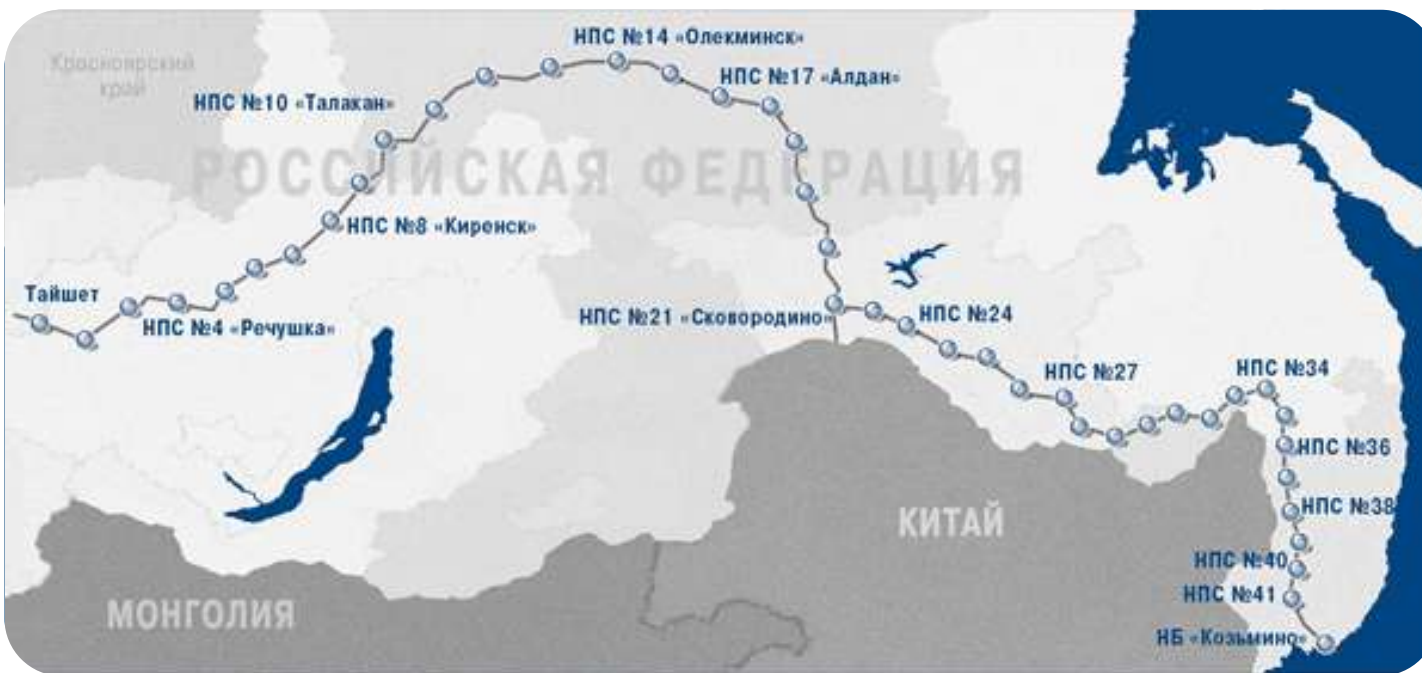 НПС №14 «Олекминск»
Красноярский
край
НПС №17 «Алдан»
НПС №10 «Талакан»
РОССИЙСКАЯ ФЕДЕРАЦИЯ
НПС №8 «Киренск»
Тайшет
НПС №4 «Речушка»
НПС №21 «Сковородино»
НПС №24
НПС №27
НПС №34
НПС №36
НПС №38
КИТАЙ
НПС №40
НПС №41
МОНГОЛИЯ
НБ «Козьмино»